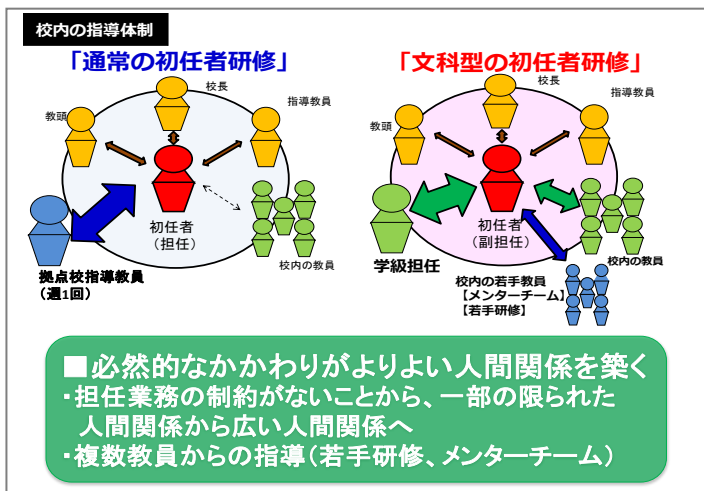 校内の指導体制
「通常の初任者研修」
校長
教頭
指導教員
初任者
(担任)
拠点校指導教員
(週1回)
校内の教員
「文科型の初任者研修」
校長
教頭
指導教員
初任者
(副担任)
学級担任
校内の教員
校内の若手教員
【メンターチーム】
【若手研修】
■必然的なかかわりがよりよい人間関係を築く
・担任業務の制約がないことから、一部の限られた
人間関係から広い人間関係へ
・複数教員からの指導(若手研修、メンターチーム)